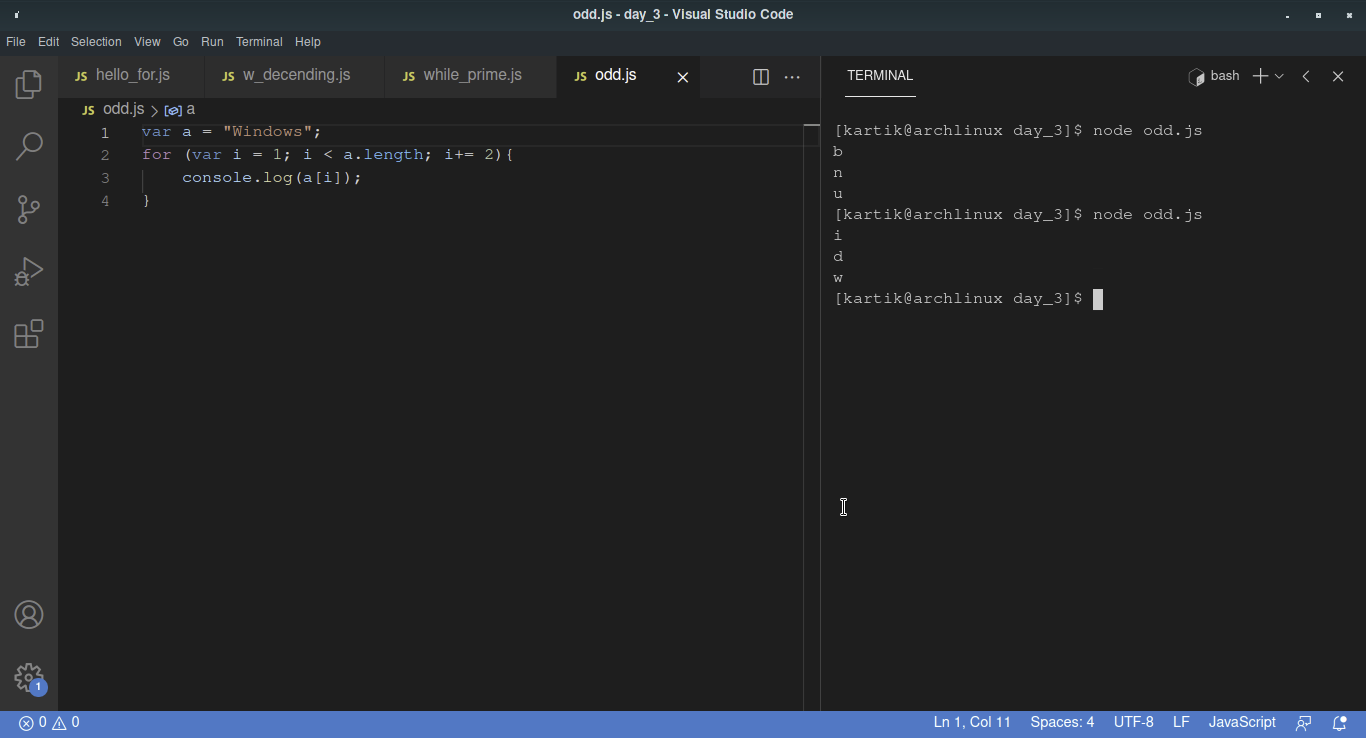 odd.js - day_3 - Visual Studio Code
File Edit Selection View Go Run Terminal Help
JS hello_for.js JS w_decending.js JS while_prime.js JS odd.js
JS odd.js > a
1 var a = "Windows";
2 for (var i = 1; i < a.length; i+= 2){
3 console.log(a[i]);
4 }
TERMINAL
bash
[kartik@archlinux day_3]$ node odd.js
b
n
u
[kartik@archlinux day_3]$ node odd.js
i
d
w
[kartik@archlinux day_3]$
1
0 0
Ln 1, Col 11 Spaces: 4 UTF-8 LF JavaScript